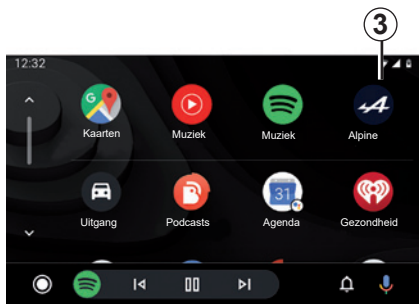 3
12:32
Kaarten Muziek Muziek Alpine
31
Uitgang Podcasts Agenda Gezondheid